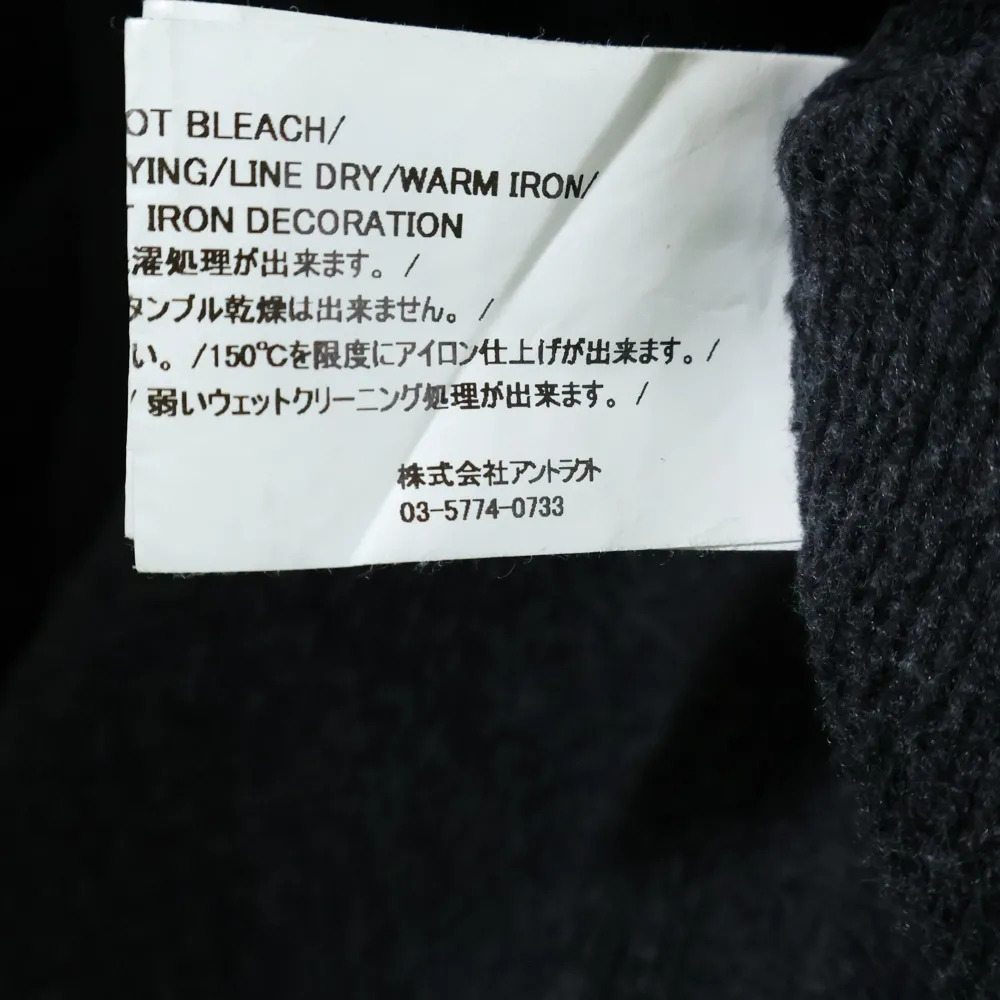 OT BLEACH/
YING/LINE DRY/WARM IRON/
T IRON DECORATION
濯処理が出来ます。 /
タンブル乾燥は出来ません。 /
い。 /150℃を限度にアイロン仕上げが出来ます。 /
/ 弱いウェットクリーニング処理が出来ます。 /
株式会社アントラクト
03-5774-0733